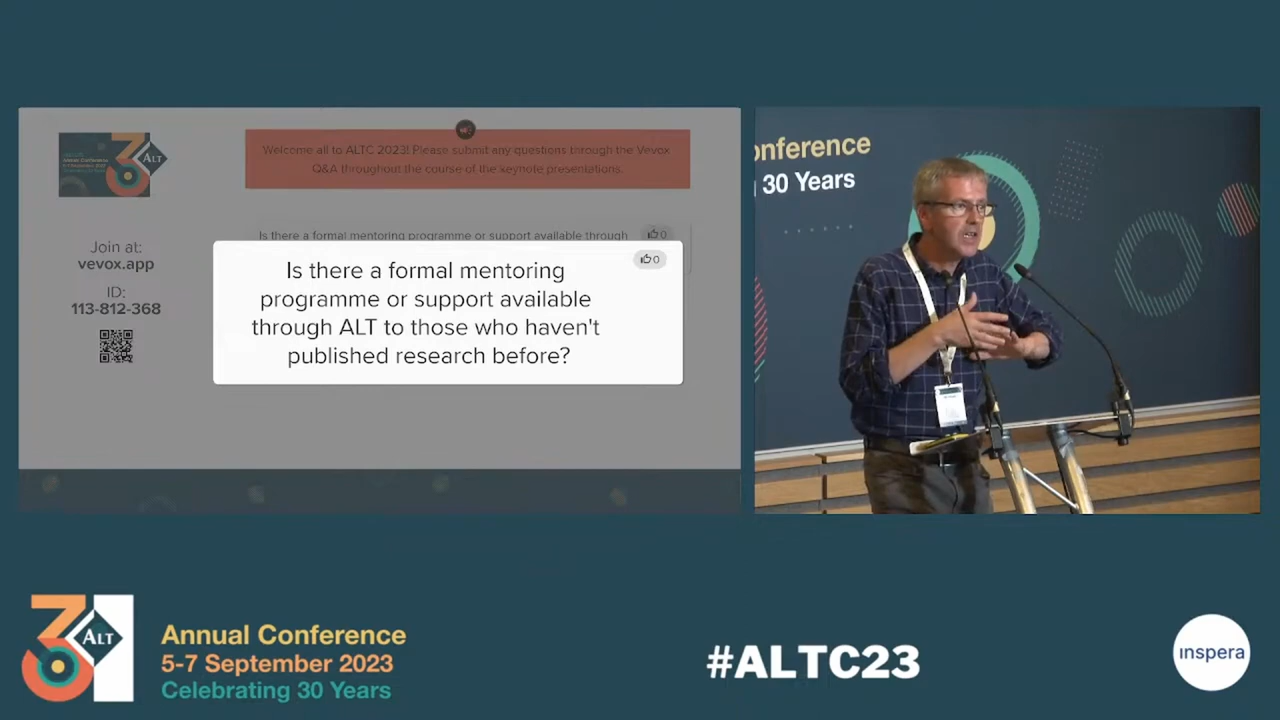 ALT
Welcome all to ALTC 2023! Please submit any questions through the Vevox
Q&A throughout the course of the keynote presentations.
Join at:
vevox.app
ID:
113-812-368
Is there a formal mentoring programme or support available through
0
Is there a formal mentoring
programme or support available
through ALT to those who haven't
published research before?
0
onference
30 Years
ALT
Annual Conference
5-7 September 2023
Celebrating 30 Years
#ALTC23
inspera